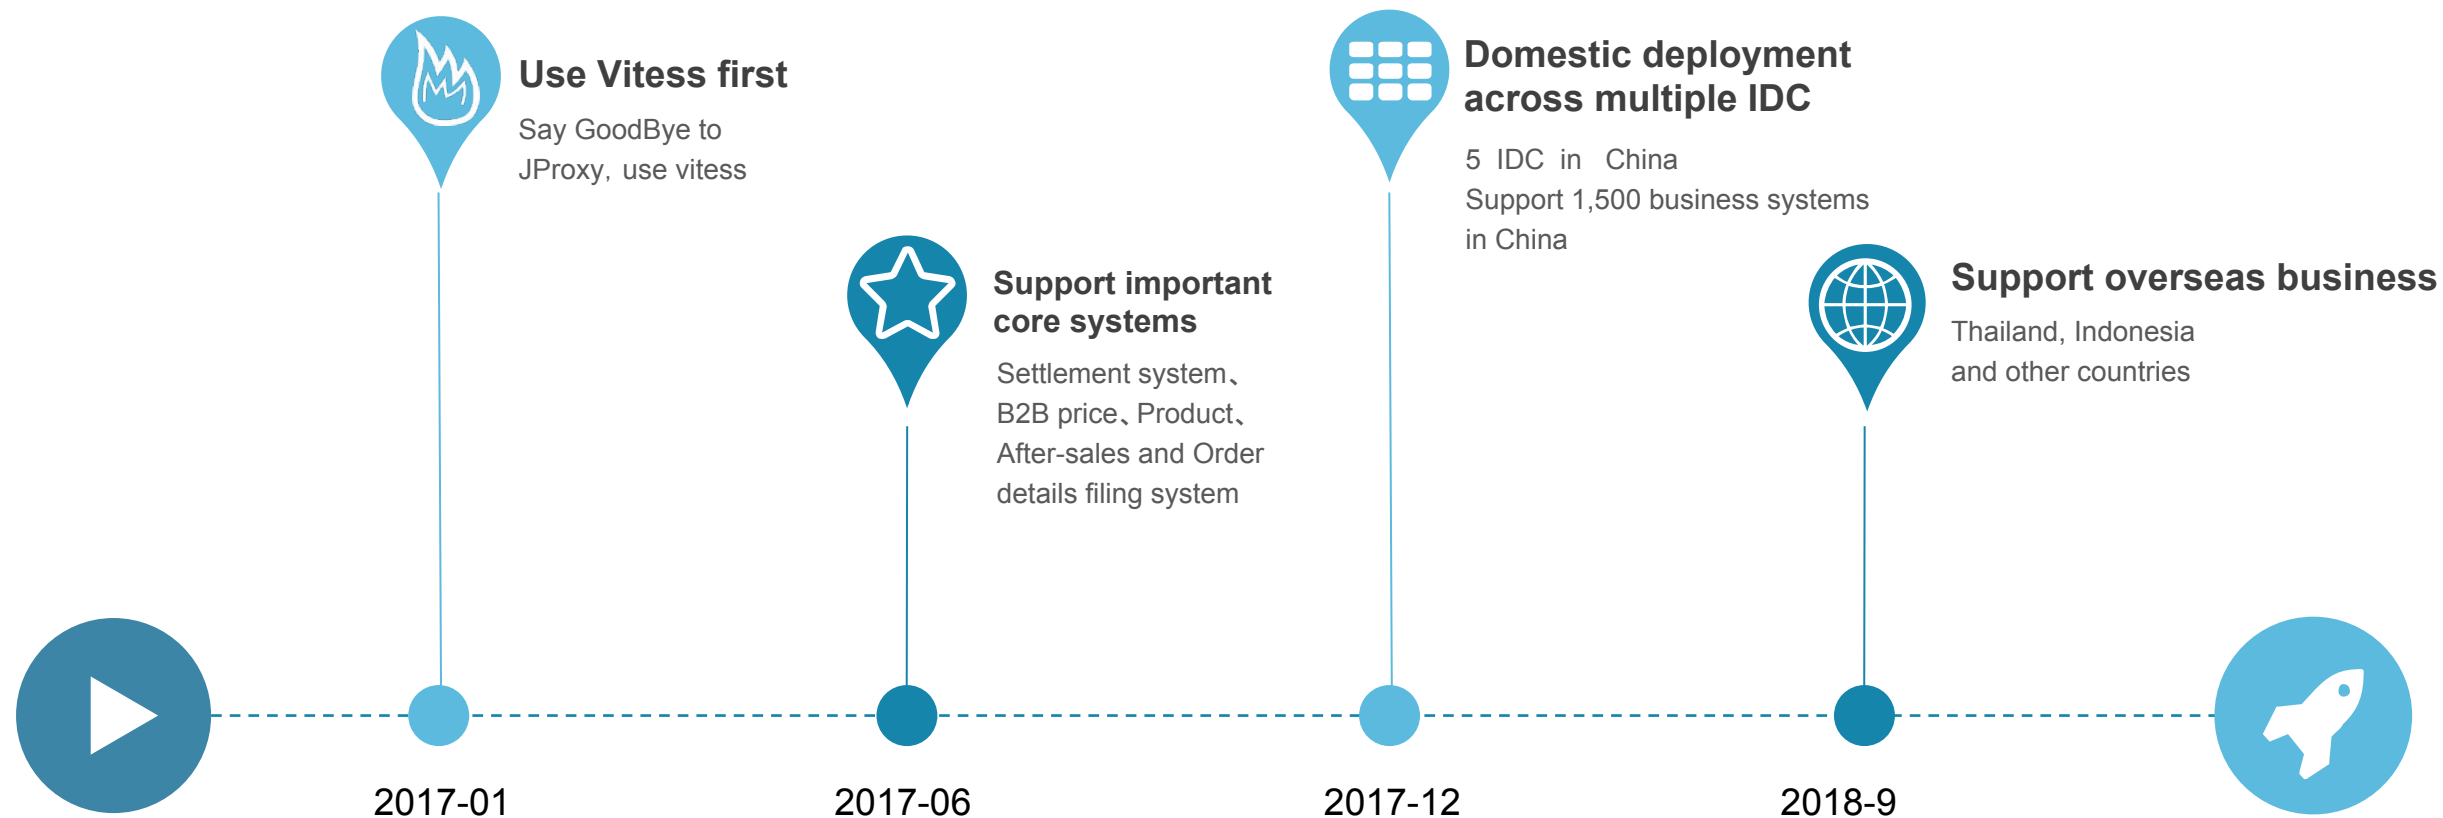 Use Vitess first
Say GoodBye to
JProxy, use vitess
Support important
core systems
Settlement system、
B2B price、Product、
After-sales and Order
details filing system
Domestic deployment
across multiple IDC
5 IDC in China
Support 1,500 business systems
in China
Support overseas business
Thailand, Indonesia
and other countries
2017-01
2017-06
2017-12
2018-9